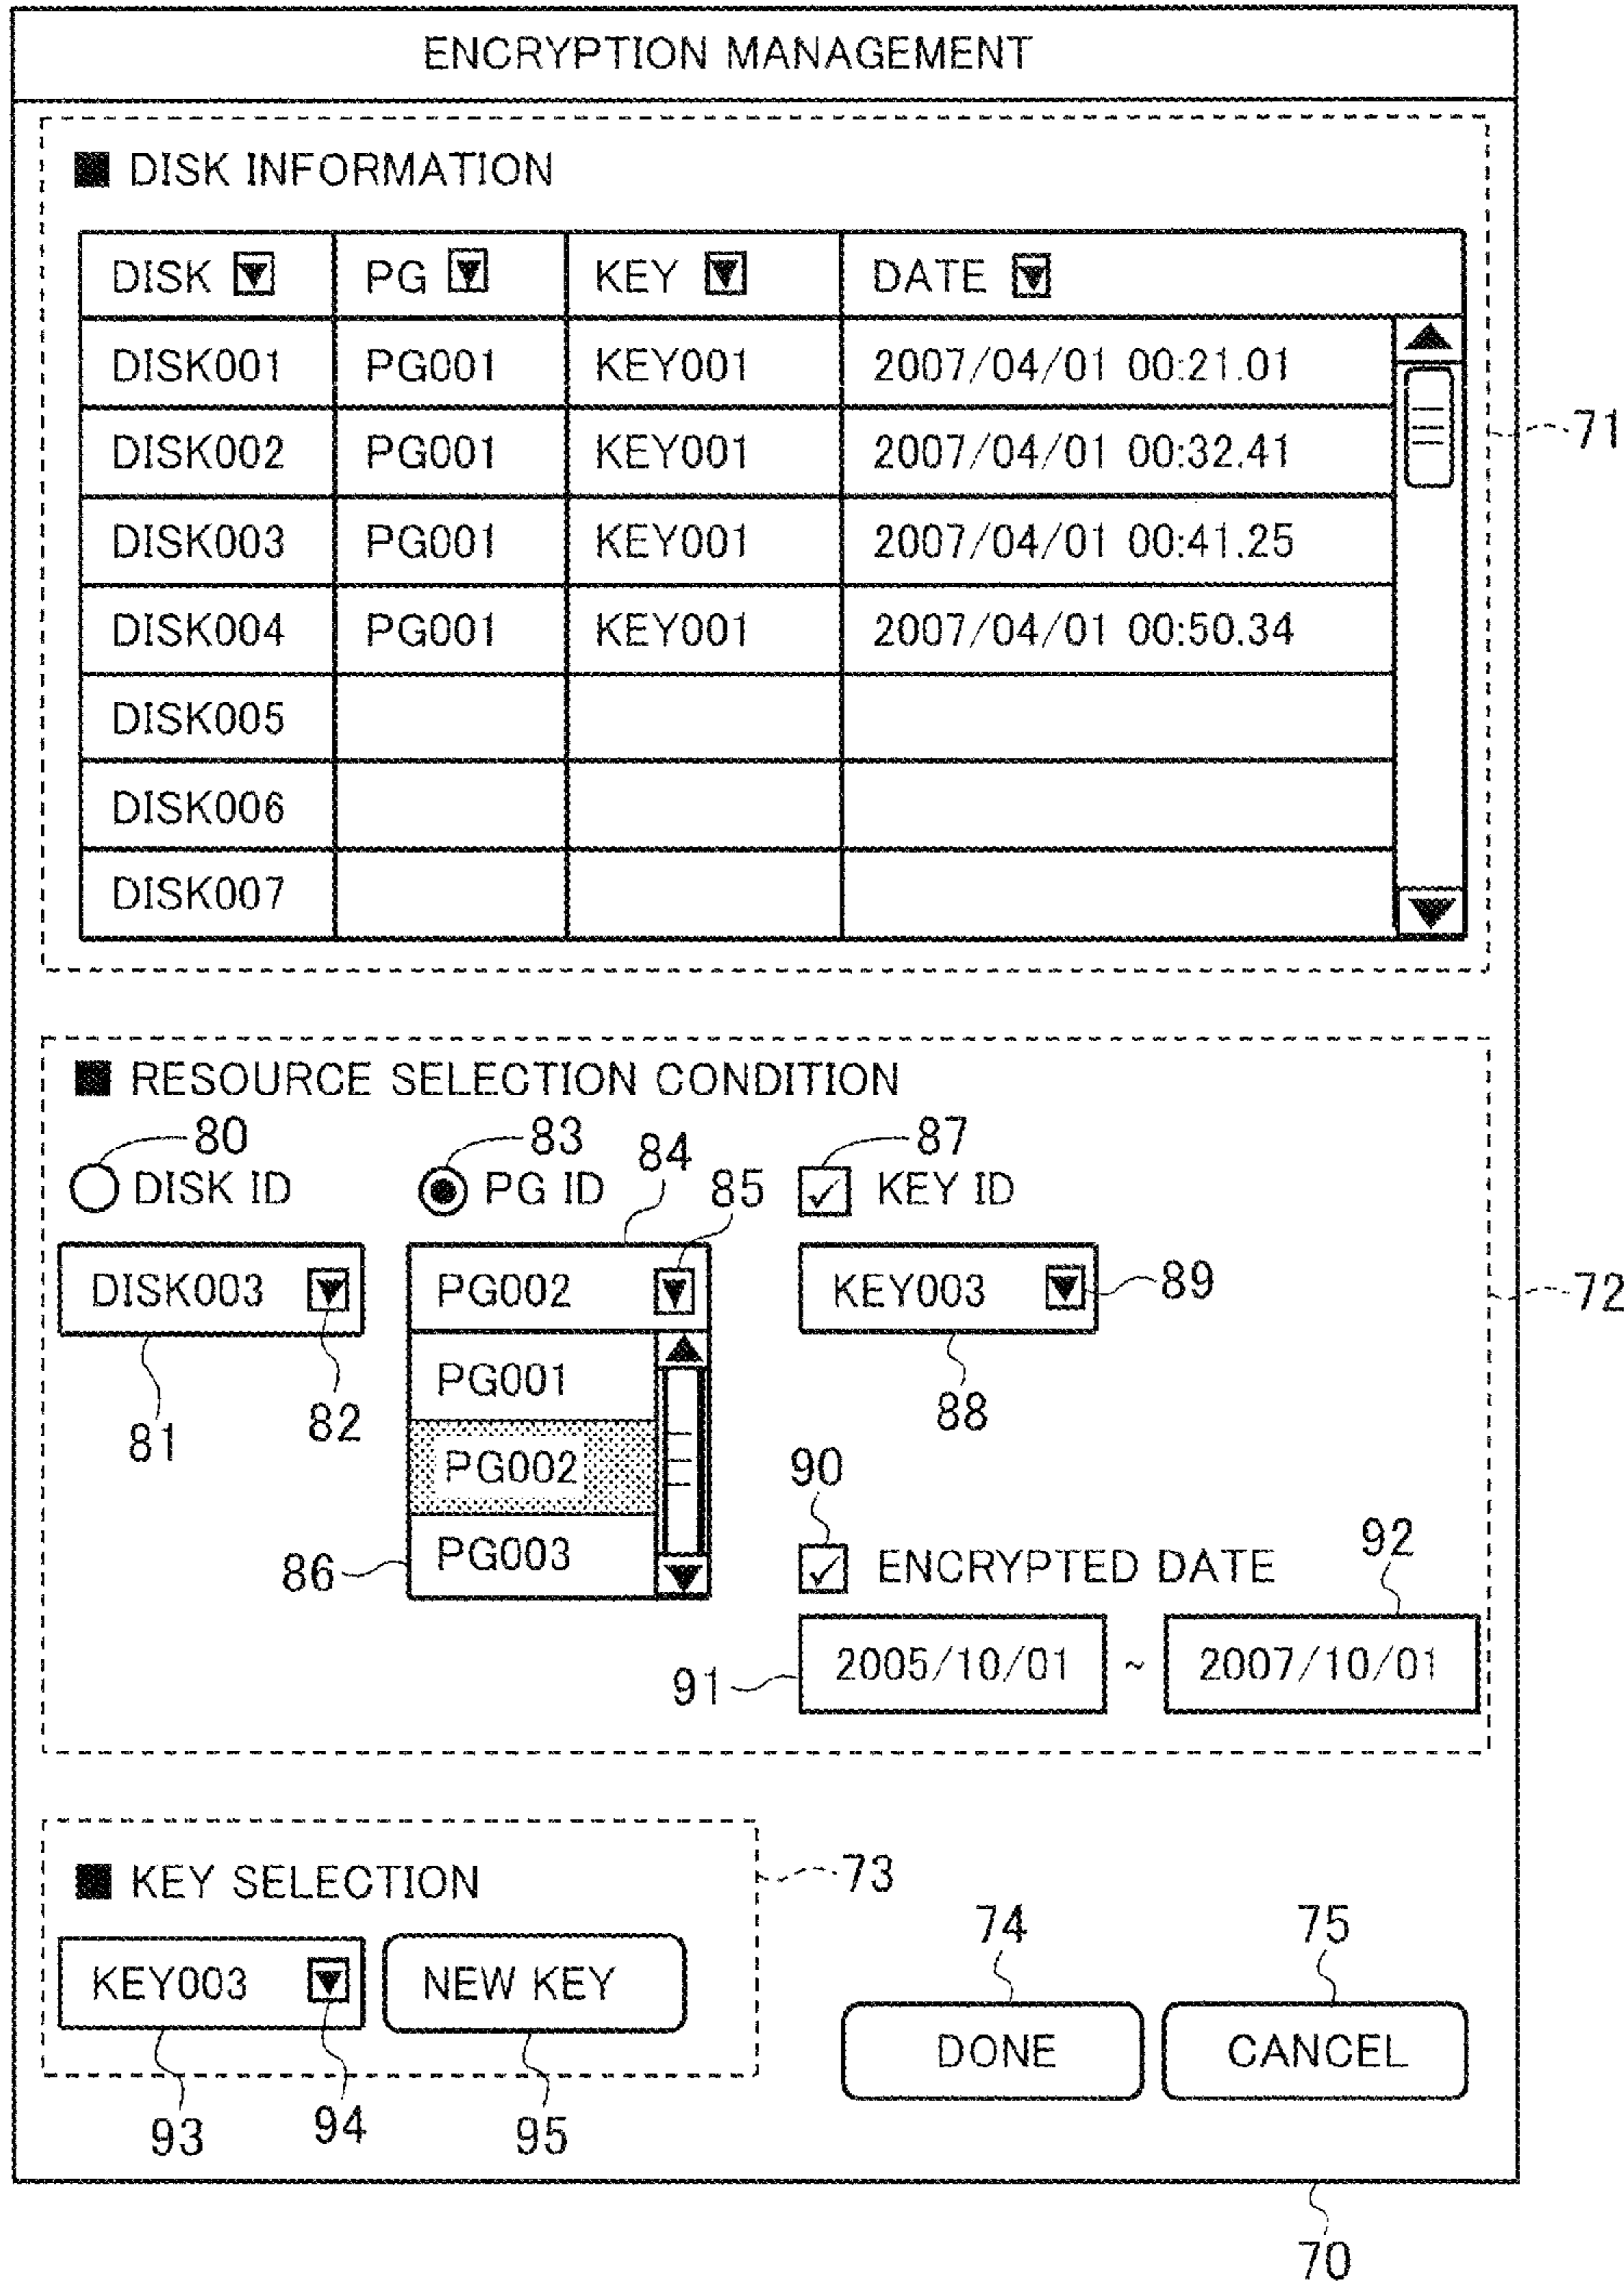 ENCRYPTION MANAGEMENT
■ DISK INFORMATION
DISK ▼ PG ▼ KEY ▼ DATE ▼
DISK001 PG001 KEY001 2007/04/01 00:21.01
DISK002 PG001 KEY001 2007/04/01 00:32.41
71
DISK003 PG001 KEY001 2007/04/01 00:41.25
DISK004 PG001 KEY001 2007/04/01 00:50.34
DISK005
DISK006
DISK007
■ RESOURCE SELECTION CONDITION
80 83 84 87
DISK ID PG ID 85 KEY ID
DISK003 PG002 KEY003 89
72
81 82 PG001 88
PG002 90
86 PG003 ENCRYPTED DATE 92
91 2005/10/01 ~ 2007/10/01
■ KEY SELECTION 73
74 75
KEY003 NEW KEY
DONE CANCEL
93 94 95
70